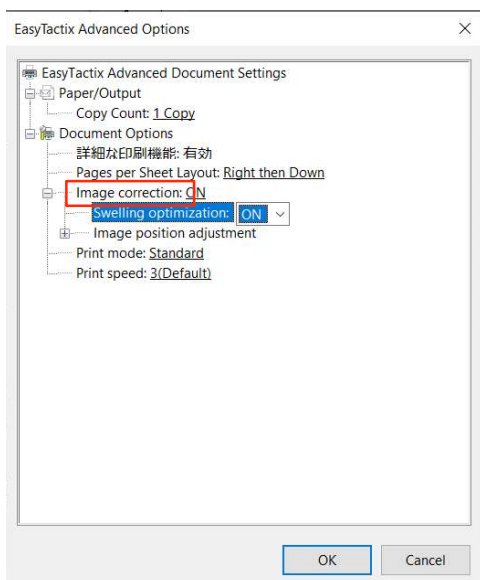 EasyTactix Advanced Options
EasyTactix Advanced Document Settings
Paper/Output
Copy Count: 1 Copy
Document Options
詳細な印刷機能: 有効
Pages per Sheet Layout: Right then Down
Image correction: ON
Swelling optimization: ON
Image position adjustment
Print mode: Standard
Print speed: 3(Default)
OK Cancel